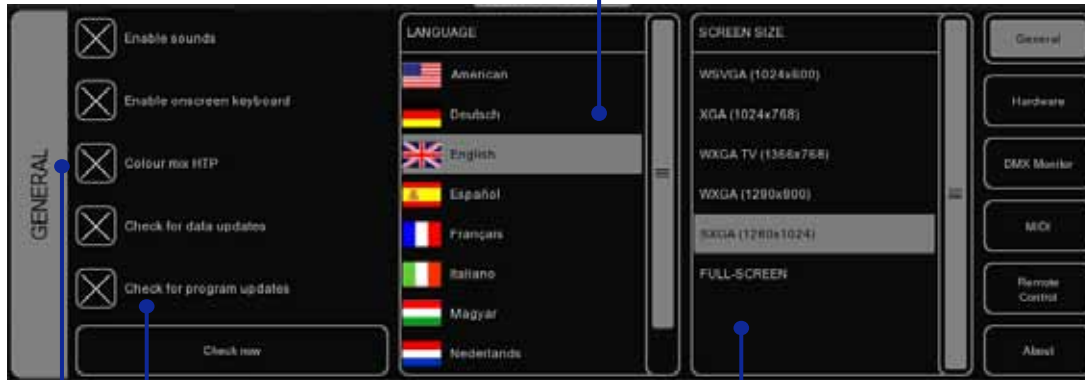 GENERAL
Enable sounds
Enable onscreen keyboard
Colour mix HTP
Check for data updates
Check for program updates
Check now
LANGUAGE
American
Deutsch
English
Español
Français
Italiano
Magyar
Nederlands
SCREEN SIZE
WSVGA (1024x600)
XGA (1024x768)
WXGA TV (1366x768)
WXGA (1280x800)
SXGA (1280x1024)
FULL-SCREEN
General
Hardware
DMX Monitor
MIDI
Remote
Control
About